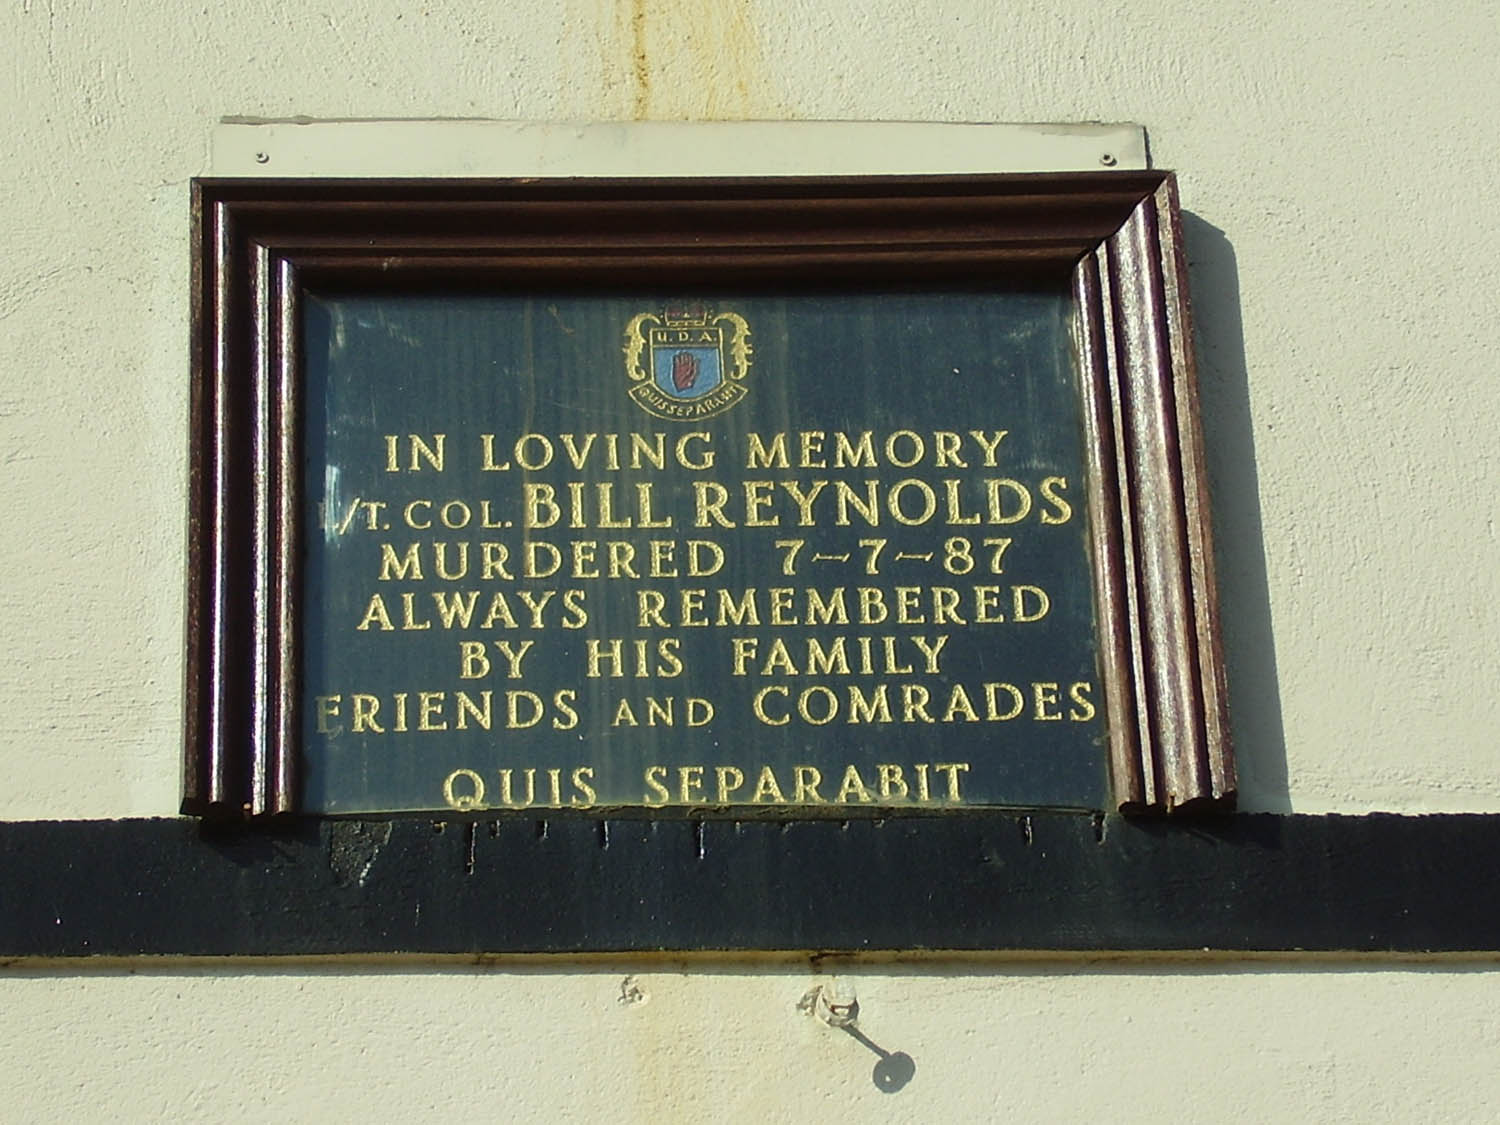 U.D.A.
QUIS SEPARABIT
IN LOVING MEMORY
L/T. COL. BILL REYNOLDS
MURDERED 7-7-87
ALWAYS REMEMBERED
BY HIS FAMILY
FRIENDS AND COMRADES
QUIS SEPARABIT